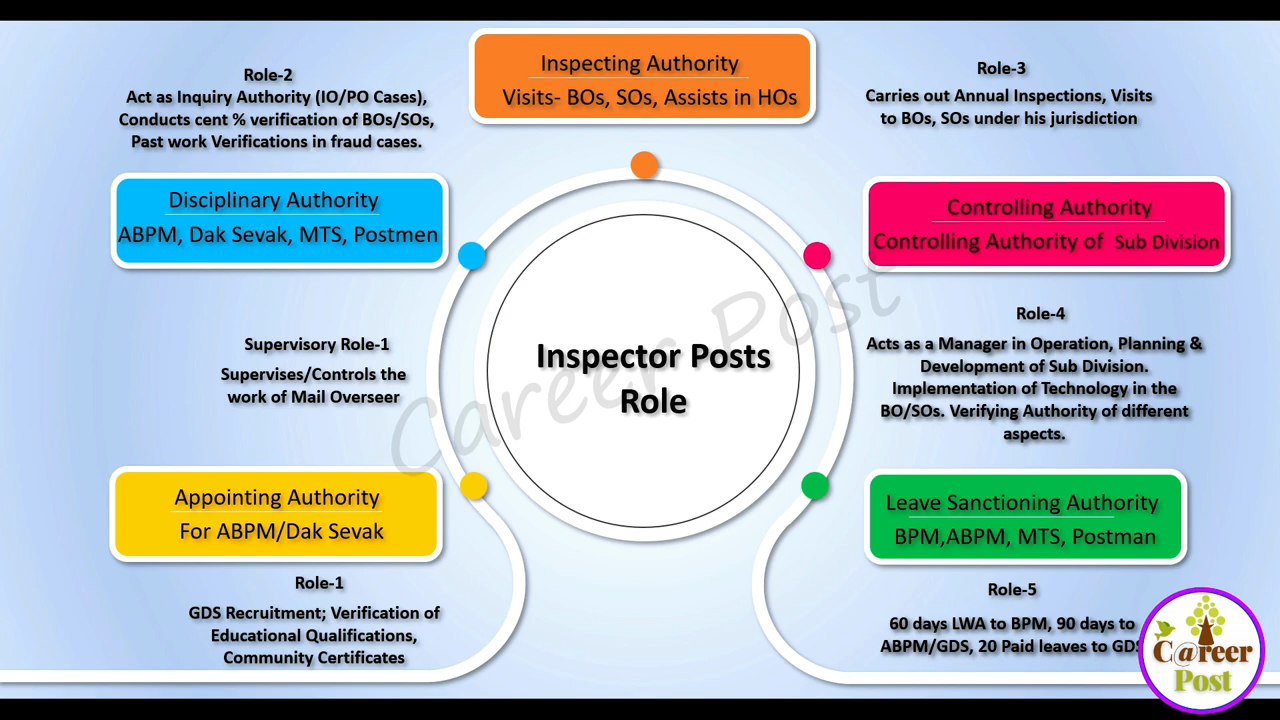 Inspecting Authority
Visits- BOs, SOs, Assists in HOs
Role-2
Act as Inquiry Authority (IO/PO Cases),
Conducts cent % verification of BOs/SOs,
Past work Verifications in fraud cases.
Disciplinary Authority
ABPM, Dak Sevak, MTS, Postmen
Supervisory Role-1
Supervises/Controls the
work of Mail Overseer
Appointing Authority
For ABPM/Dak Sevak
Role-1
GDS Recruitment; Verification of
Educational Qualifications,
Community Certificates
Inspector Posts
Role
Career Post
Role-3
Carries out Annual Inspections, Visits
to BOs, SOs under his jurisdiction
Controlling Authority
Controlling Authority of Sub Division
Role-4
Acts as a Manager in Operation, Planning &
Development of Sub Division.
Implementation of Technology in the
BO/SOs. Verifying Authority of different
aspects.
Leave Sanctioning Authority
BPM,ABPM, MTS, Postman
Role-5
60 days LWA to BPM, 90 days to
ABPM/GDS, 20 Paid leaves to GDS
C@reer
Post